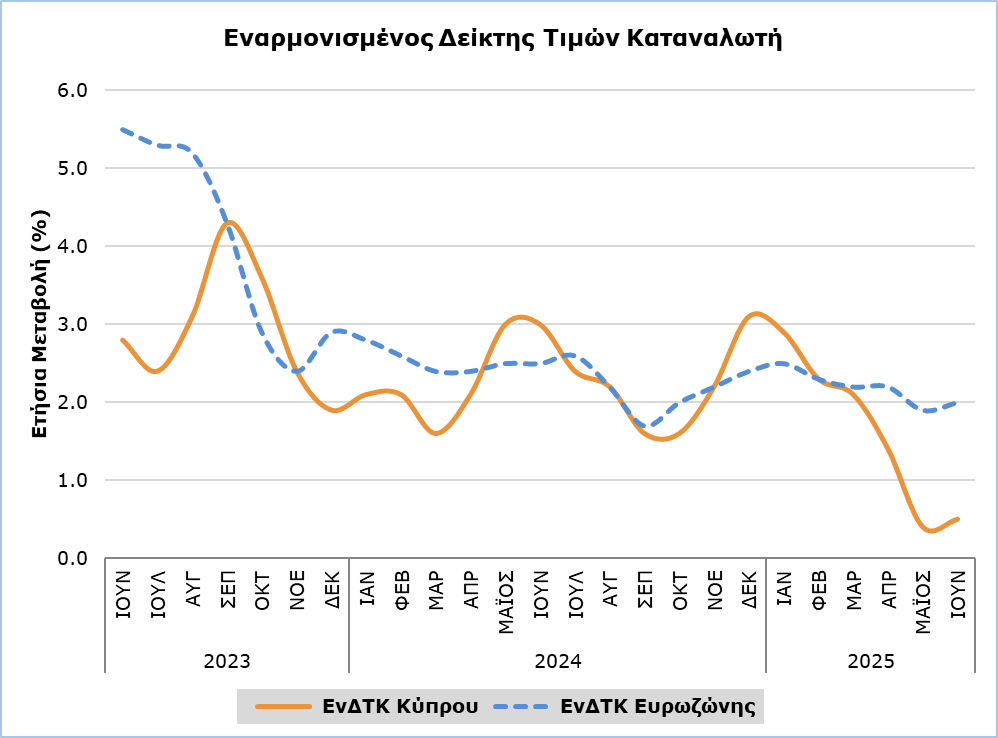 Εναρμονισμένος Δείκτης Τιμών Καταναλωτή
Ετήσια Μεταβολή (%)
6.0
5.0
4.0
3.0
2.0
1.0
0.0
ΙΟΥΝ ΙΟΥΛ ΑΥΓ ΣΕΠ ΟΚΤ ΝΟΕ ΔΕΚ ΙΑΝ ΦΕΒ ΜΑΡ ΑΠΡ ΜΑΪΟΣ ΙΟΥΝ ΙΟΥΛ ΑΥΓ ΣΕΠ ΟΚΤ ΝΟΕ ΔΕΚ ΙΑΝ ΦΕΒ ΜΑΡ ΑΠΡ ΜΑΪΟΣ ΙΟΥΝ
2023 2024 2025
ΕνΔΤΚ Κύπρου ΕνΔΤΚ Ευρωζώνης